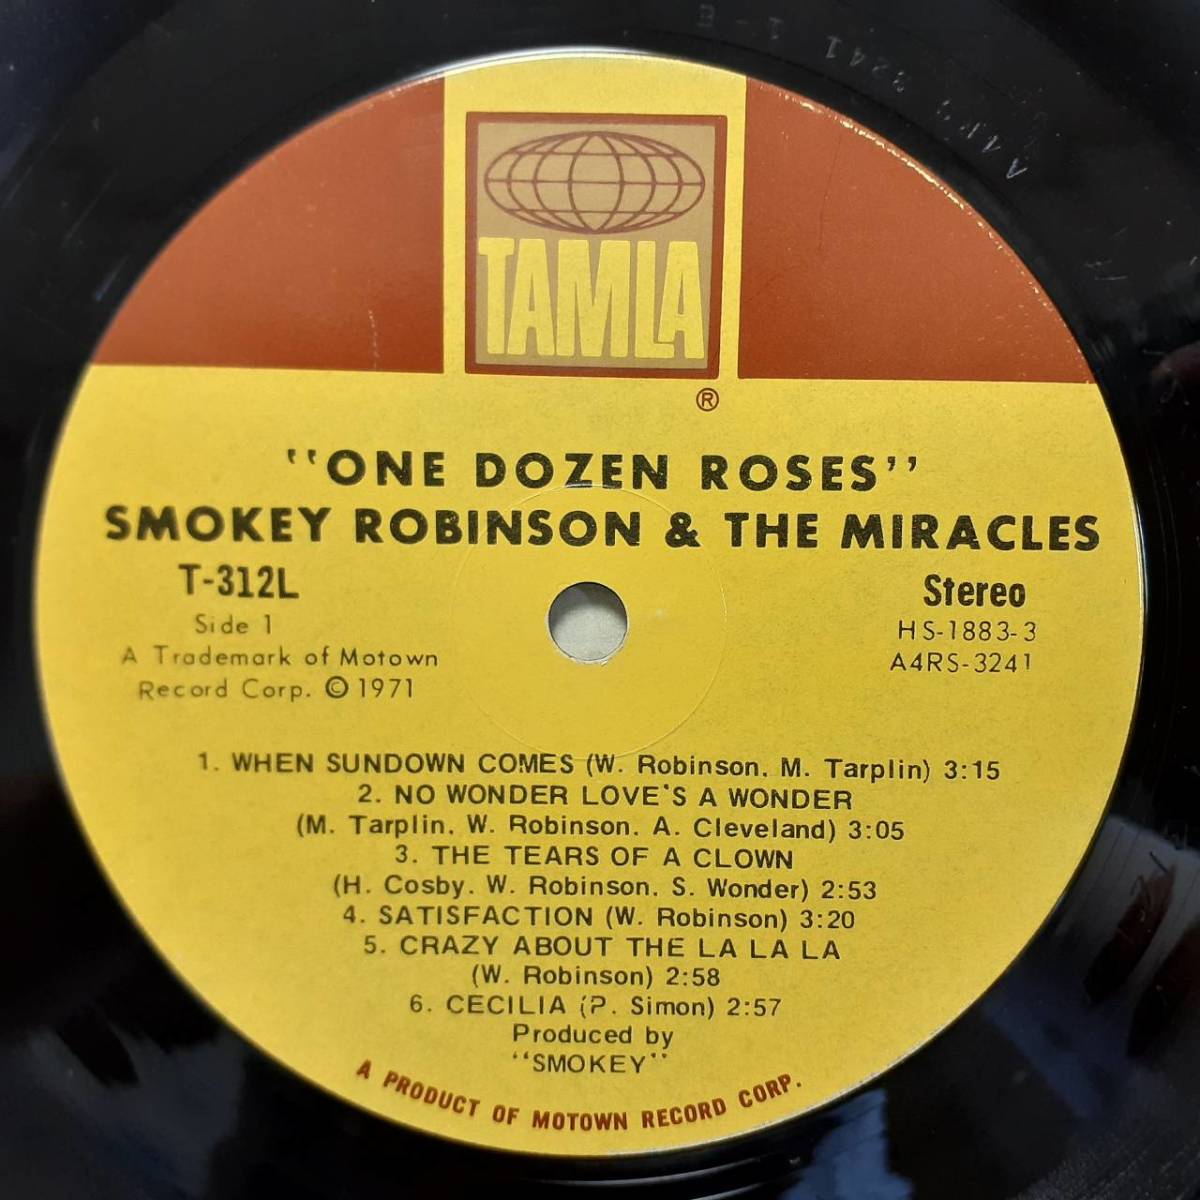 TAMLA
®
"ONE DOZEN ROSES"
SMOKEY ROBINSON & THE MIRACLES
T-312L
Side 1
A Trademark of Motown
Record Corp. © 1971
Stereo
HS-1883-3
A4RS-3241
1. WHEN SUNDOWN COMES (W. Robinson. M. Tarplin) 3:15
2. NO WONDER LOVE'S A WONDER
(M. Tarplin. W. Robinson. A. Cleveland) 3:05
3. THE TEARS OF A CLOWN
(H. Cosby. W. Robinson. S. Wonder) 2:53
4. SATISFACTION (W. Robinson) 3:20
5. CRAZY ABOUT THE LA LA LA
(W. Robinson) 2:58
6. CECILIA (P. Simon) 2:57
Produced by
"SMOKEY"
A PRODUCT OF MOTOWN RECORD CORP.